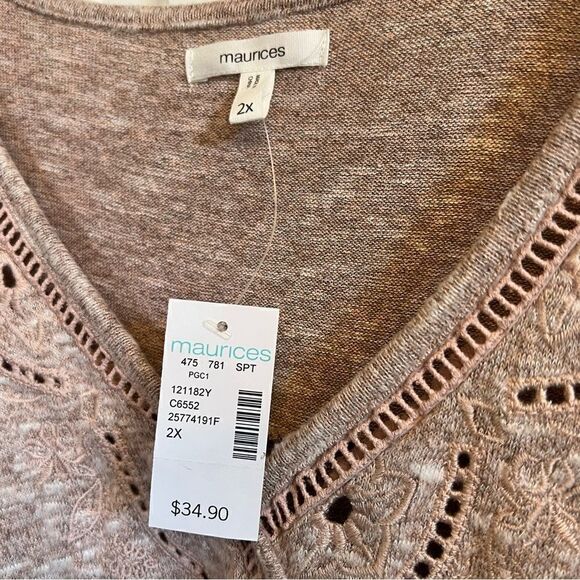 maurices
2X
maurices
475 781 SPT
PGC1
121182Y
C6552
25774191F
2X
$34.90